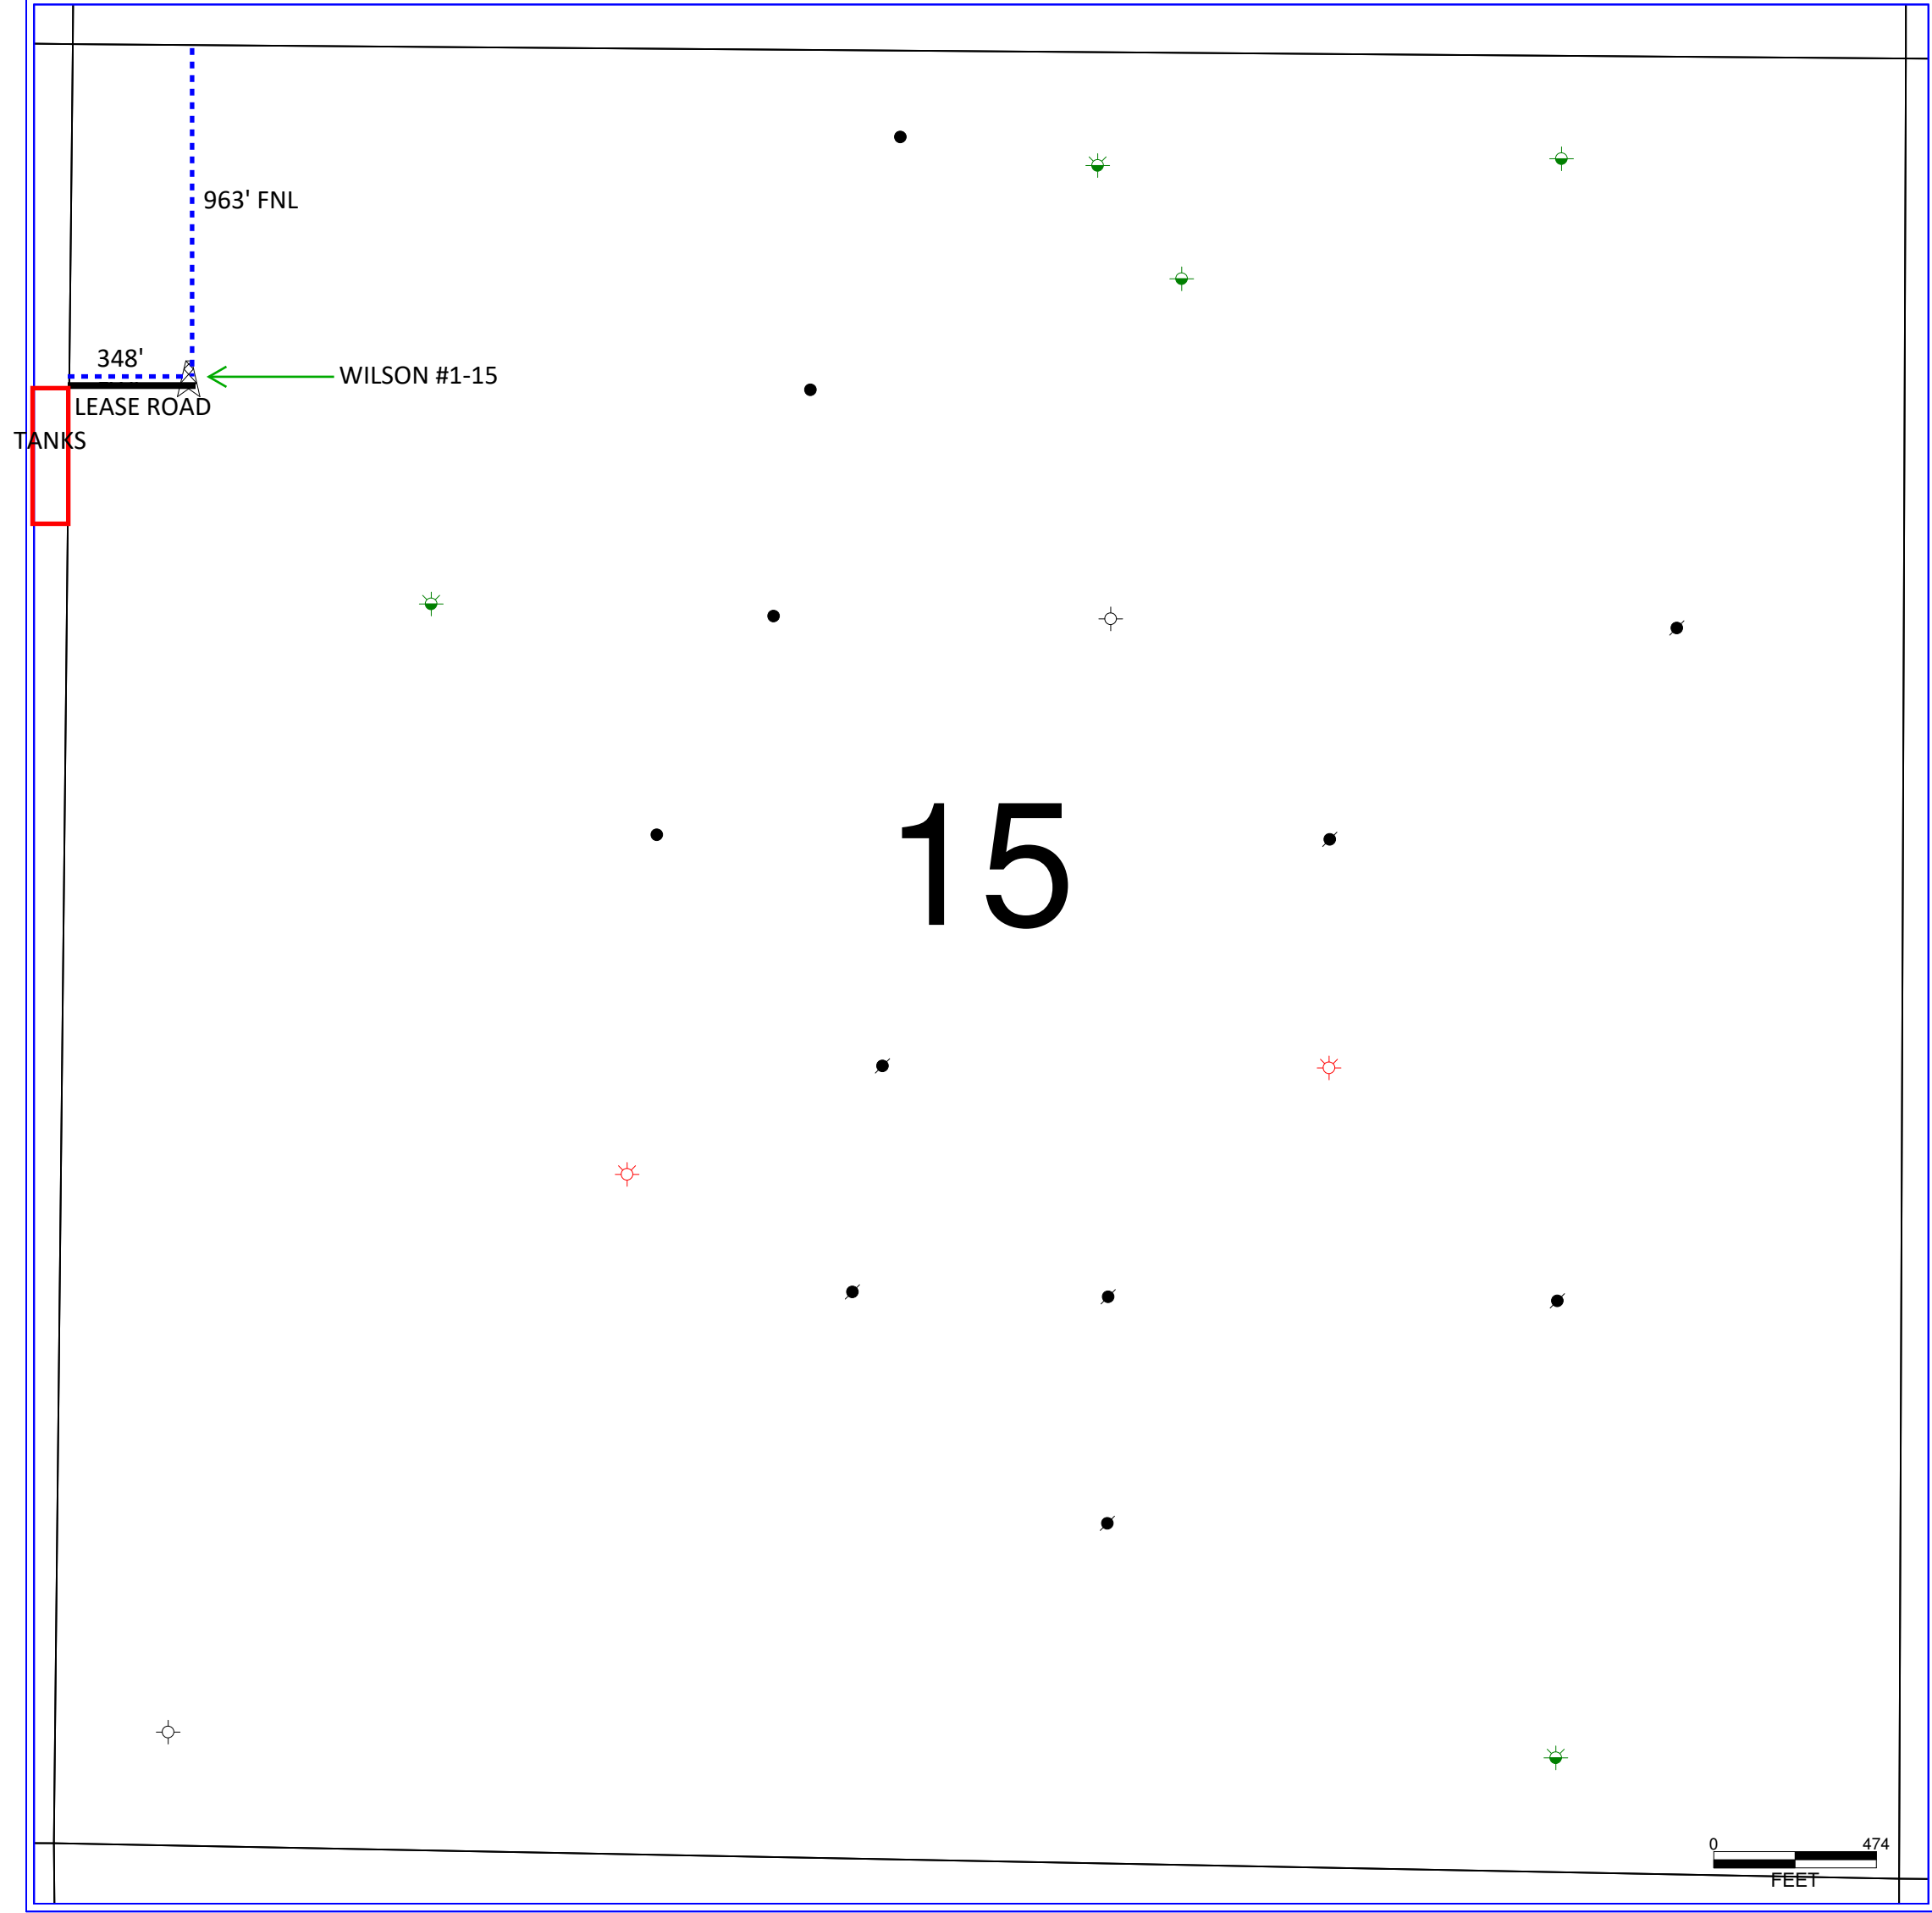 963' FNL
348'
WILSON #1-15
LEASE ROAD
TANKS
15
0 474
FEET